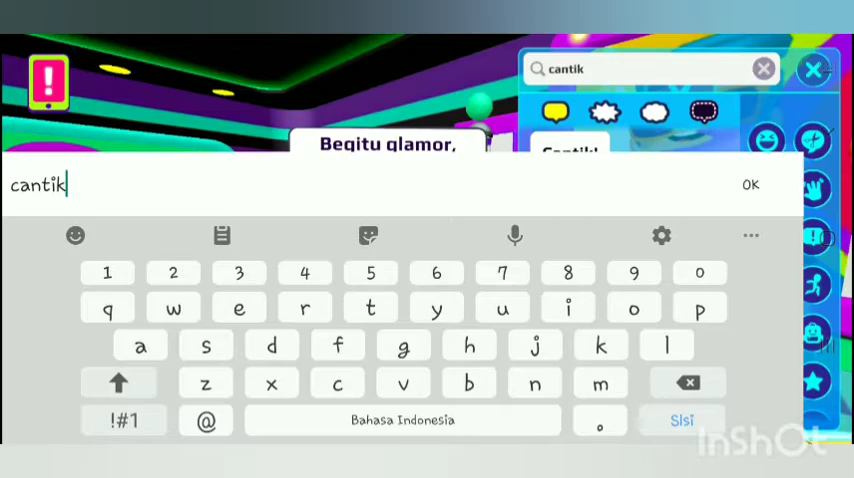 cantik
Begitu glamor,
Cantik!
cantik
OK
1 2 3 4 5 6 7 8 9 0
q w e r t y u i o p
a s d f g h j k l
z x c v b n m
!#1 @ Bahasa Indonesia . SIsi
InShOt